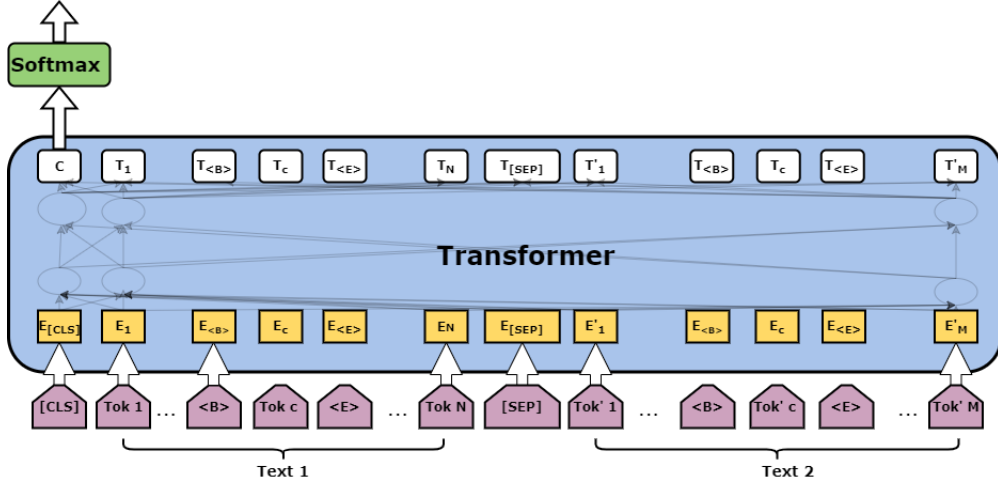 Softmax
C T1 T<B> Tc T<E> TN T[SEP] T'1 T<B> Tc T<E> T'M
Transformer
E[CLS] E1 E<B> Ec E<E> EN E[SEP] E'1 E<B> Ec E<E> E'M
[CLS] Tok 1 ... <B> Tok c <E> ... Tok N [SEP] Tok' 1 ... <B> Tok' c <E> ... Tok' M
Text 1 Text 2